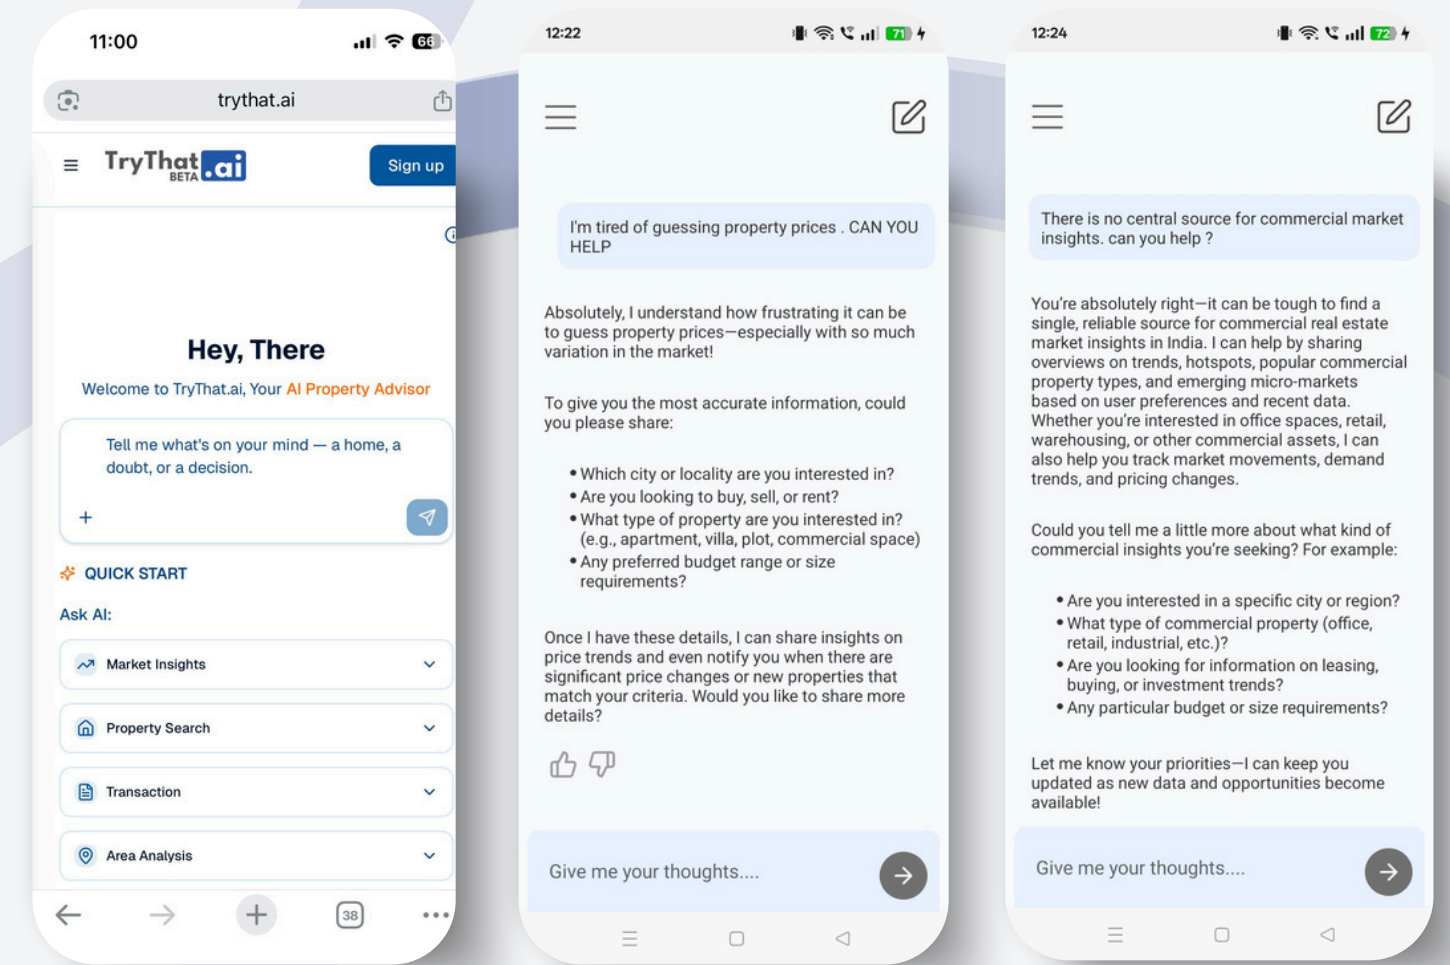 11:00
66
trythat.ai
TryThat.ai
BETA
Sign up
Hey, There
Welcome to TryThat.ai, Your AI Property Advisor
Tell me what's on your mind — a home, a
doubt, or a decision.
QUICK START
Ask AI:
Market Insights
Property Search
Transaction
Area Analysis
38
12:22
71
I'm tired of guessing property prices . CAN YOU
HELP
Absolutely, I understand how frustrating it can be
to guess property prices—especially with so much
variation in the market!
To give you the most accurate information, could
you please share:
• Which city or locality are you interested in?
• Are you looking to buy, sell, or rent?
• What type of property are you interested in?
(e.g., apartment, villa, plot, commercial space)
• Any preferred budget range or size
requirements?
Once I have these details, I can share insights on
price trends and even notify you when there are
significant price changes or new properties that
match your criteria. Would you like to share more
details?
Give me your thoughts....
12:24
72
There is no central source for commercial market
insights. can you help ?
You're absolutely right—it can be tough to find a
single, reliable source for commercial real estate
market insights in India. I can help by sharing
overviews on trends, hotspots, popular commercial
property types, and emerging micro-markets
based on user preferences and recent data.
Whether you're interested in office spaces, retail,
warehousing, or other commercial assets, I can
also help you track market movements, demand
trends, and pricing changes.
Could you tell me a little more about what kind of
commercial insights you're seeking? For example:
• Are you interested in a specific city or region?
• What type of commercial property (office,
retail, industrial, etc.)?
• Are you looking for information on leasing,
buying, or investment trends?
• Any particular budget or size requirements?
Let me know your priorities—I can keep you
updated as new data and opportunities become
available!
Give me your thoughts....